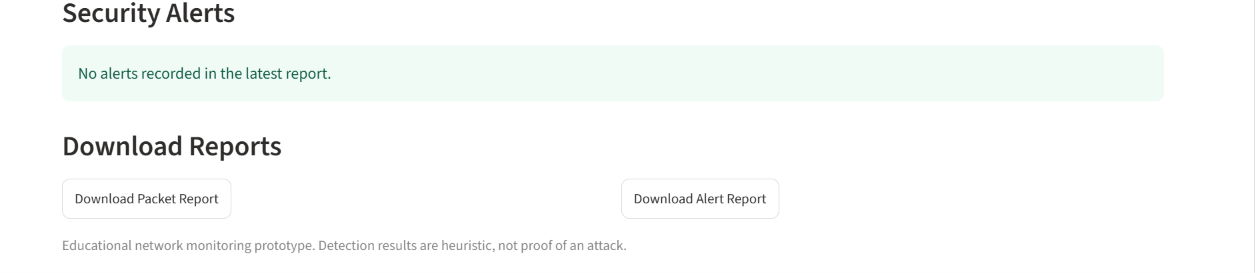 Security Alerts
No alerts recorded in the latest report.
Download Reports
Download Packet Report
Download Alert Report
Educational network monitoring prototype. Detection results are heuristic, not proof of an attack.